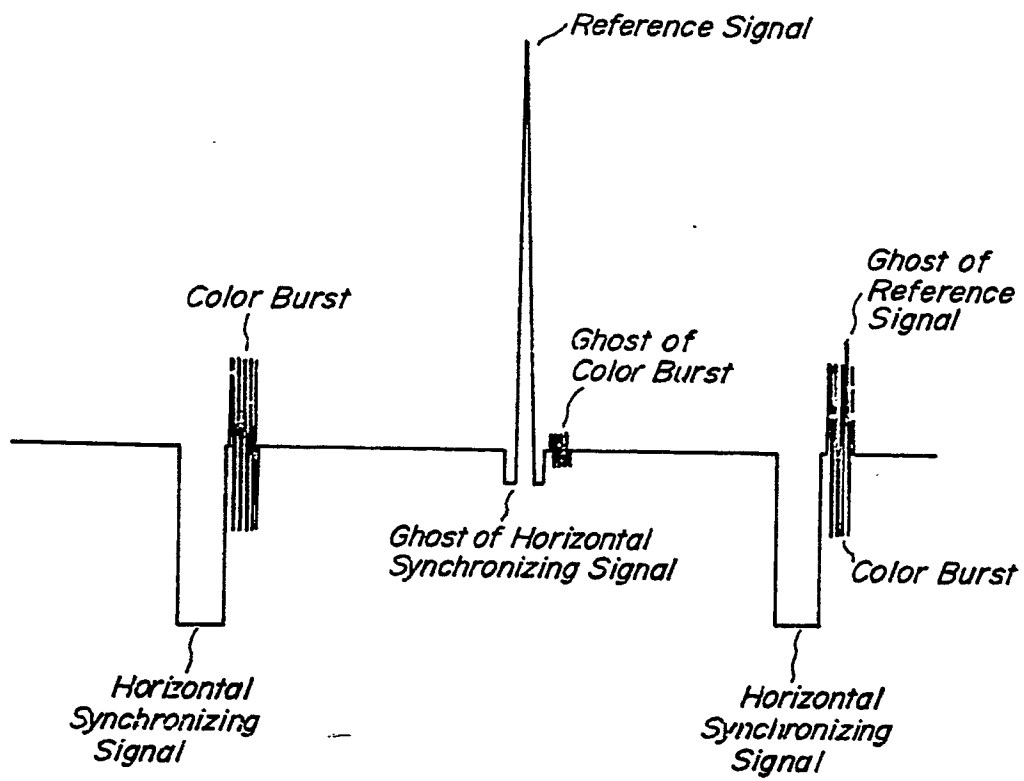 Reference Signal
Ghost of
Reference
Signal
Color Burst
Ghost of
Color Burst
Ghost of Horizontal
Synchronizing Signal
Color Burst
Horizontal
Synchronizing
Signal
Horizontal
Synchronizing
Signal